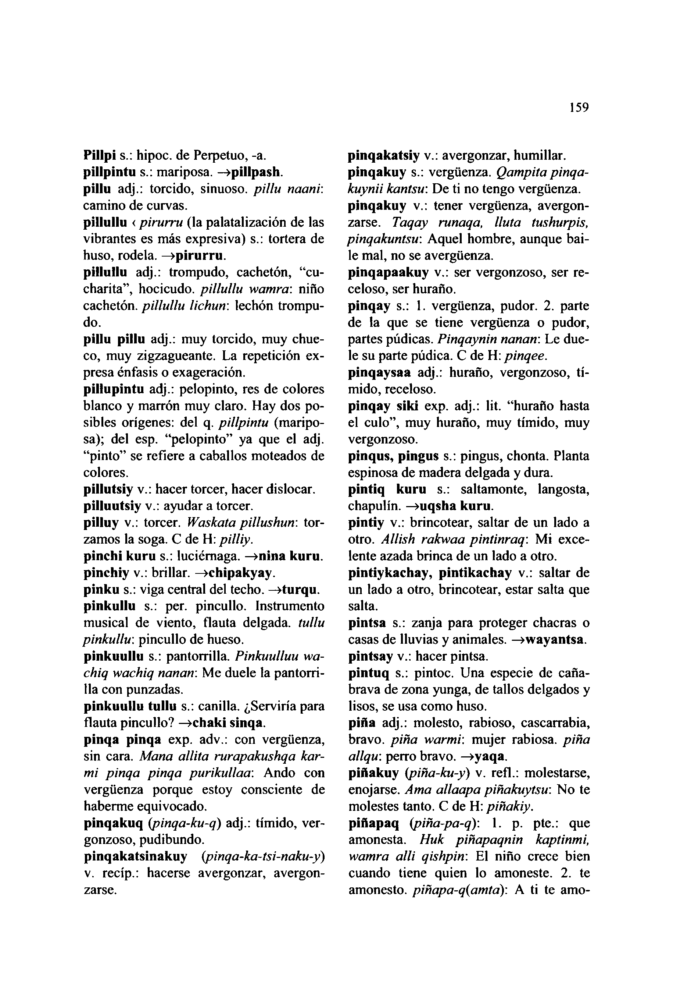 159
Pillpi s.: hipoc. de Perpetuo, -a.
pillpintu s.: mariposa. →pillpash.
pillu adj.: torcido, sinuoso. pillu naani:
camino de curvas.
pillullu ‹ pirurru (la palatalización de las
vibrantes es más expresiva) s.: tortera de
huso, rodela. →pirurru.
pillullu adj.: trompudo, cachetón, “cu-
charita”, hocicudo. pillullu wamra: niño
cachetón. pillullu lichun: lechón trompu-
do.
pillu pillu adj.: muy torcido, muy chue-
co, muy zigzagueante. La repetición ex-
presa énfasis o exageración.
pillupintu adj.: pelopinto, res de colores
blanco y marrón muy claro. Hay dos po-
sibles orígenes: del q. pillpintu (maripo-
sa); del esp. “pelopinto” ya que el adj.
“pinto” se refiere a caballos moteados de
colores.
pillutsiy v.: hacer torcer, hacer dislocar.
pilluutsiy v.: ayudar a torcer.
pilluy v.: torcer. Waskata pillushun: tor-
zamos la soga. C de H: pilliy.
pinchi kuru s.: luciérnaga. →nina kuru.
pinchiy v.: brillar. →chipakyay.
pinku s.: viga central del techo. →turqu.
pinkullu s.: per. pincullo. Instrumento
musical de viento, flauta delgada. tullu
pinkullu: pincullo de hueso.
pinkuullu s.: pantorrilla. Pinkuulluu wa-
chiq wachiq nanan: Me duele la pantorri-
lla con punzadas.
pinkuullu tullu s.: canilla. ¿Serviría para
flauta pincullo? →chaki sinqa.
pinqa pinqa exp. adv.: con vergüenza,
sin cara. Mana allita rurapakushqa kar-
mi pinqa pinqa purikullaa: Ando con
vergüenza porque estoy consciente de
haberme equivocado.
pinqakuq (pinqa-ku-q) adj.: tímido, ver-
gonzoso, pudibundo.
pinqakatsinakuy (pinqa-ka-tsi-naku-y)
v. recíp.: hacerse avergonzar, avergon-
zarse.
pinqakatsiy v.: avergonzar, humillar.
pinqakuy s.: vergüenza. Qampita pinqa-
kuynii kantsu: De ti no tengo vergüenza.
pinqakuy v.: tener vergüenza, avergon-
zarse. Taqay runaqa, lluta tushurpis,
pinqakuntsu: Aquel hombre, aunque bai-
le mal, no se avergüenza.
pinqapaakuy v.: ser vergonzoso, ser re-
celoso, ser huraño.
pinqay s.: 1. vergüenza, pudor. 2. parte
de la que se tiene vergüenza o pudor,
partes púdicas. Pinqaynin nanan: Le due-
le su parte púdica. C de H: pinqee.
pinqaysaa adj.: huraño, vergonzoso, tí-
mido, receloso.
pinqay siki exp. adj.: lit. “huraño hasta
el culo”, muy huraño, muy tímido, muy
vergonzoso.
pinqus, pingus s.: pingus, chonta. Planta
espinosa de madera delgada y dura.
pintiq kuru s.: saltamonte, langosta,
chapulín. →uqsha kuru.
pintiy v.: brincotear, saltar de un lado a
otro. Allish rakwaa pintinraq: Mi exce-
lente azada brinca de un lado a otro.
pintiykachay, pintikachay v.: saltar de
un lado a otro, brincotear, estar salta que
salta.
pintsa s.: zanja para proteger chacras o
casas de lluvias y animales. →wayantsa.
pintsay v.: hacer pintsa.
pintuq s.: pintoc. Una especie de caña-
brava de zona yunga, de tallos delgados y
lisos, se usa como huso.
piña adj.: molesto, rabioso, cascarrabia,
bravo. piña warmi: mujer rabiosa. piña
allqu: perro bravo. →yaqa.
piñakuy (piña-ku-y) v. refl.: molestarse,
enojarse. Ama allaapa piñakuytsu: No te
molestes tanto. C de H: piñakiy.
piñapaq (piña-pa-q): 1. p. pte.: que
amonesta. Huk piñapaqnin kaptinmi,
wamra alli qishpin: El niño crece bien
cuando tiene quien lo amoneste. 2. te
amonesto. piñapa-q(amta): A ti te amo-